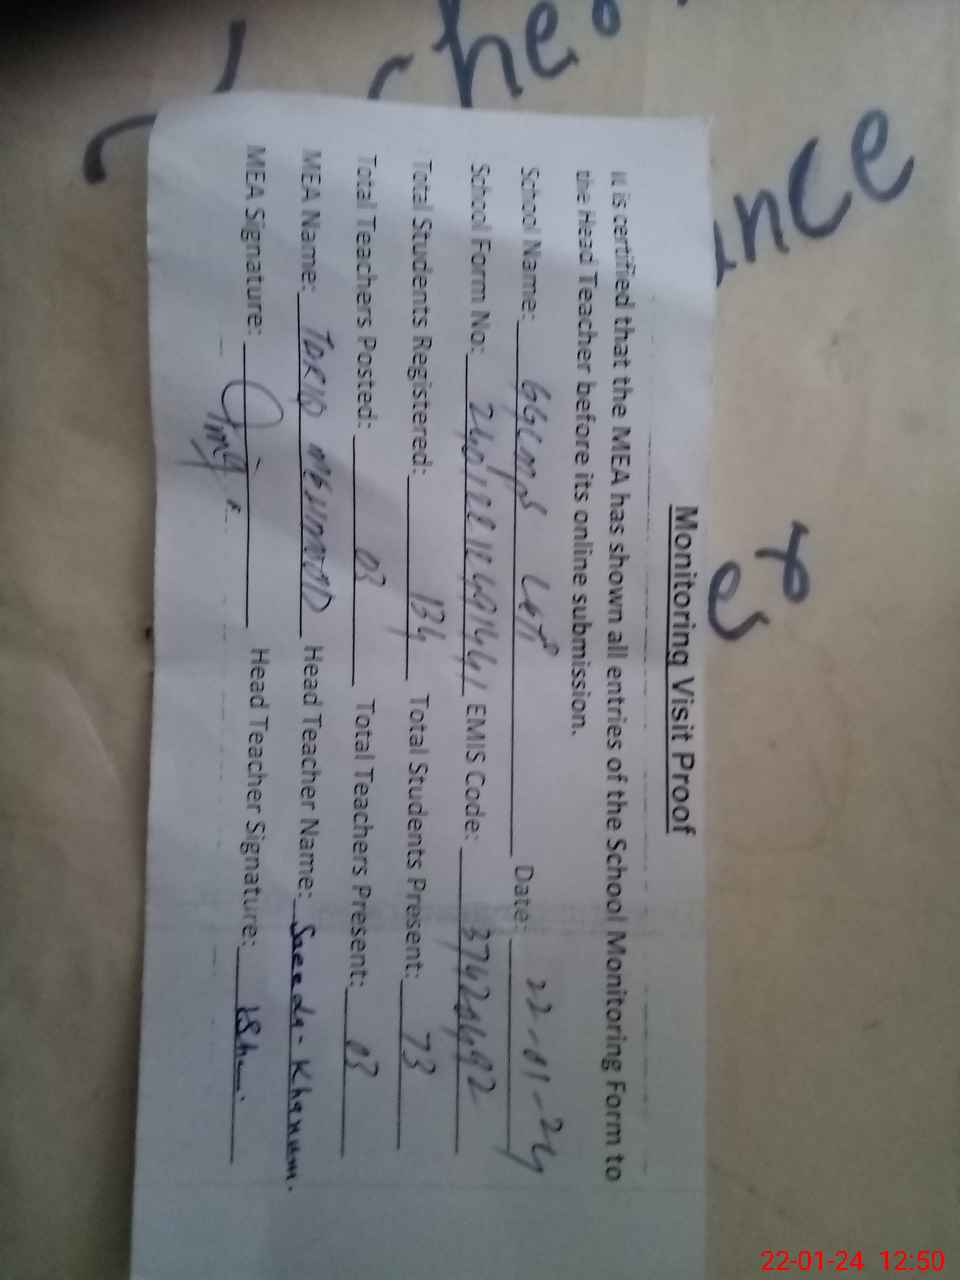 Monitoring Visit Proof
It is certified that the MEA has shown all entries of the School Monitoring Form to
the Head Teacher before its online submission.
School Name: GGCMPS Date: 22-01-24
School Form No: EMIS Code:
Total Students Registered: 134 Total Students Present: 73
Total Teachers Posted: 03 Total Teachers Present: 03
MEA Name: TARIQ MEHMOOD Head Teacher Name: Saeeda - Khanum.
MEA Signature: Head Teacher Signature:
22-01-24 12:50